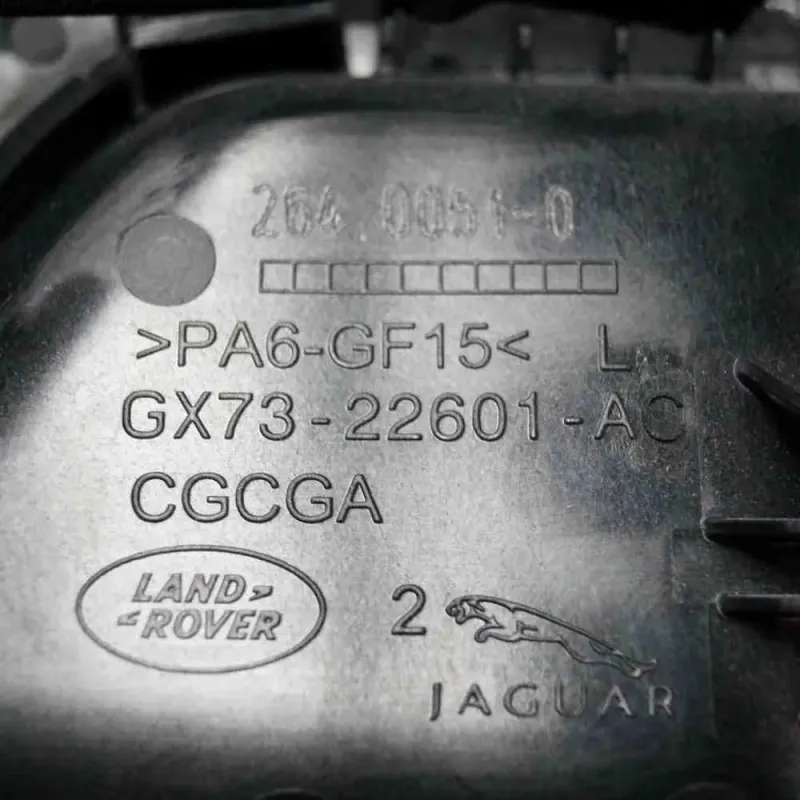 264.0051-0
>PA6-GF15< L
GX73-22601-AC
CGCGA
LAND
ROVER
2
JAGUAR